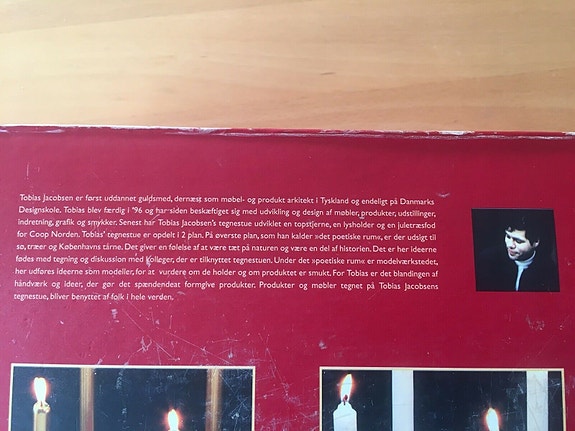 Tobias Jacobsen er først uddannet guldsmed, dernæst som møbel- og produkt arkitekt i Tyskland og endeligt på Danmarks
Designskole. Tobias blev færdig i '96 og har siden beskæftiget sig med udvikling og design af møbler, produkter, udstillinger,
indretning, grafik og smykker. Senest har Tobias Jacobsen's tegnestue udviklet en topstjerne, en lysholder og en juletræsfod
for Coop Norden. Tobias' tegnestue er opdelt i 2 plan. På øverste plan, som han kalder »det poetiske rum«, er der udsigt til
sø, træer og Københavns tårne. Det giver en følelse af at være tæt på naturen og være en del af historien. Det er her ideerne
fødes med tegning og diskussion med kolleger, der er tilknyttet tegnestuen. Under det »poetiske rum« er modelværkstedet,
her udføres ideerne som modeller, for at vurdere om de holder og om produktet er smukt. For Tobias er det blandingen af
håndværk og ideer, der gør det spændendeat formgive produkter. Produkter og møbler tegnet på Tobias Jacobsens
tegnestue, bliver benyttet af folk i hele verden.